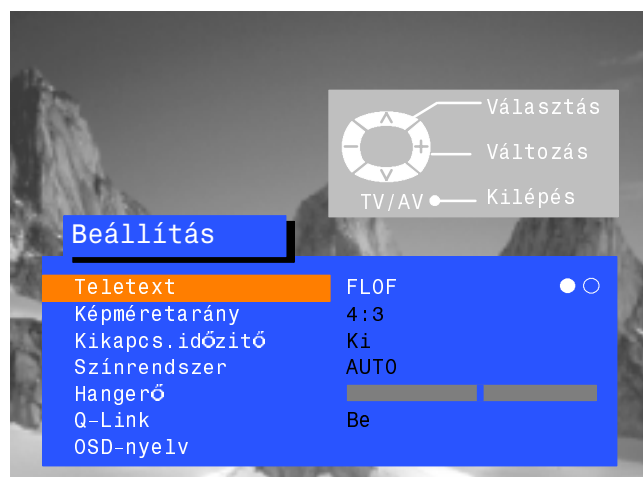 Választás
Változás
TV/AV Kilépés
Beállítás
Teletext FLOF
Képméretarány 4:3
Kikapcs.időzitő Ki
Színrendszer AUTO
Hangerő
Q-Link Be
OSD-nyelv